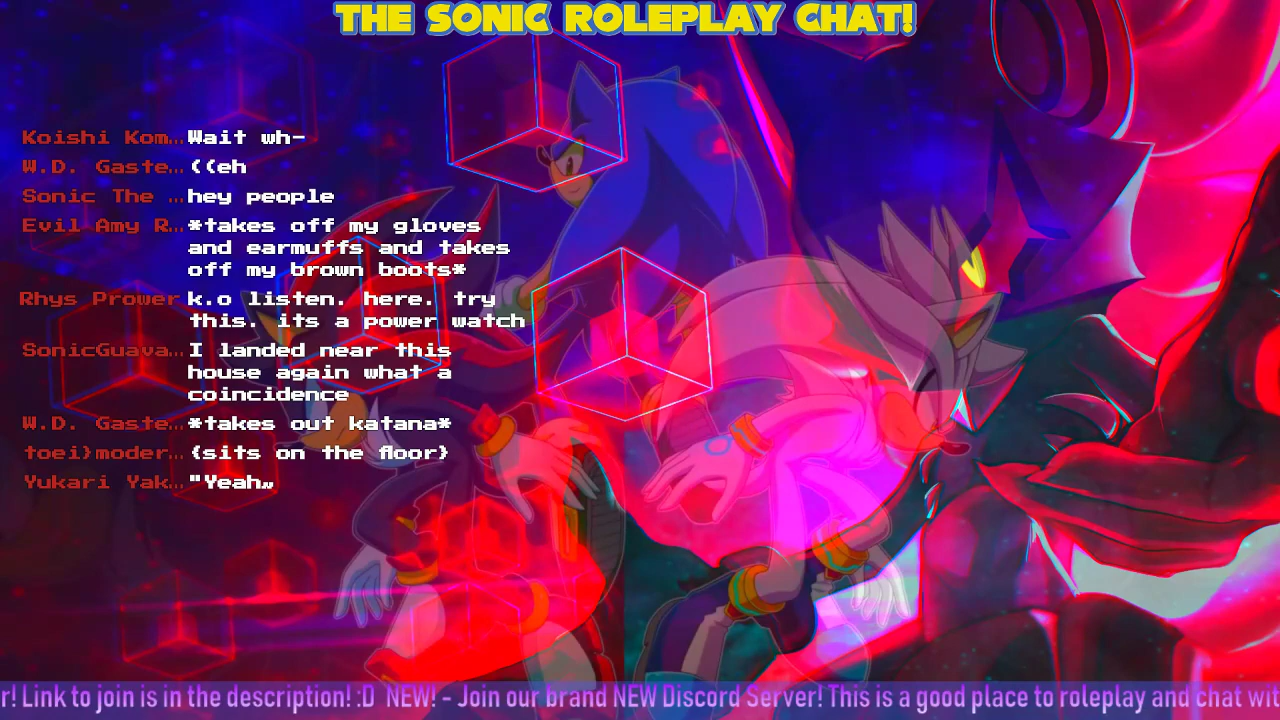 THE SONIC ROLEPLAY CHAT!
Koishi Kom… Wait wh-
W.D. Gaste… ((eh
Sonic The … hey people
Evil Amy R… *takes off my gloves
and earmuffs and takes
off my brown boots*
Rhys Prower k.o listen. here. try
this. its a power watch
SonicGuava… I landed near this
house again what a
coincidence
W.D. Gaste… *takes out katana*
toei}moder… {sits on the floor}
Yukari Yak… "Yeah„
r! Link to join is in the description! :D NEW! - Join our brand NEW Discord Server! This is a good place to roleplay and chat wit